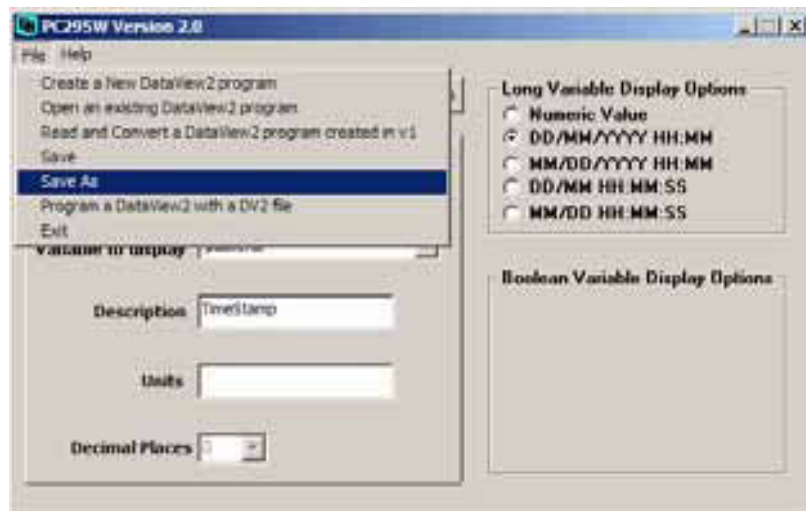 PC295W Version 2.0
File Help
Create a New DataView2 program
Open an existing DataView2 program
Read and Convert a DataView2 program created in v1
Save
Save As
Program a DataView2 with a DV2 file
Exit
Variable to display
Description TimeStamp
Units
Decimal Places
Long Variable Display Options
Numeric Value
DD/MM/YYYY HH:MM
MM/DD/YYYY HH:MM
DD/MM HH:MM:SS
MM/DD HH:MM:SS
Boolean Variable Display Options